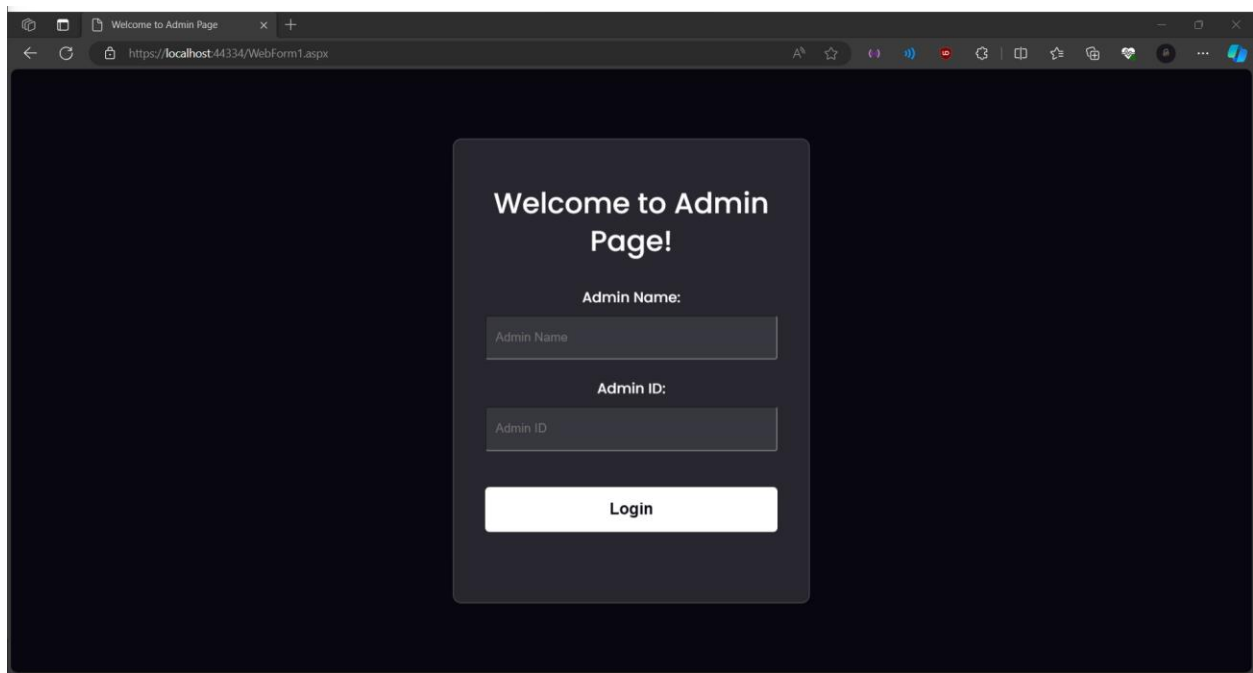 Welcome to Admin Page
https://localhost:44334/WebForm1.aspx
Welcome to Admin
Page!
Admin Name:
Admin Name
Admin ID:
Admin ID
Login